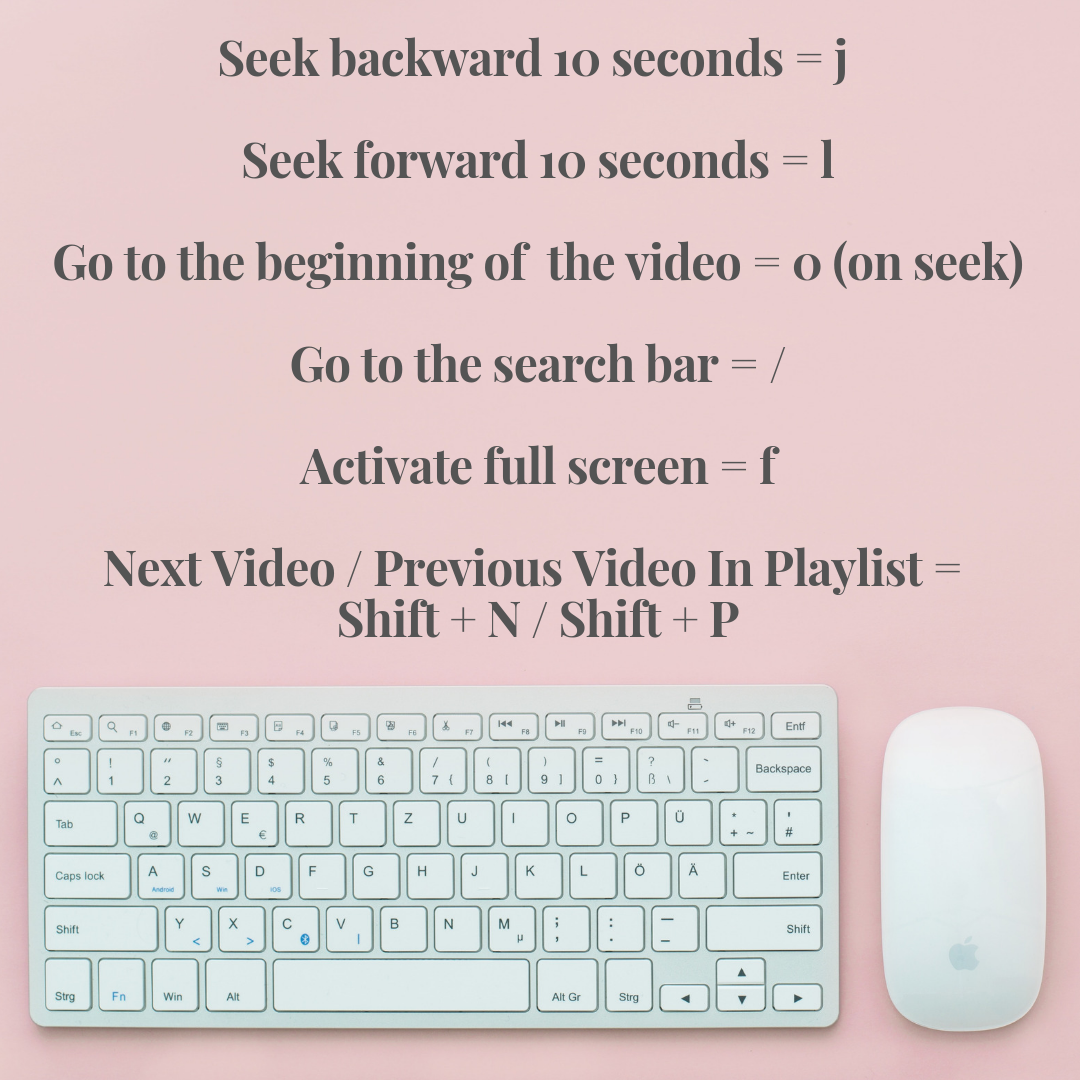 Seek backward 10 seconds = j
Seek forward 10 seconds = l
Go to the beginning of  the video = 0 (on seek)
Go to the search bar = /
Activate full screen = f
Next Video / Previous Video In Playlist =
Shift + N / Shift + P
Esc F1 F2 F3 F4 F5 F6 F7 F8 F9 F10 F11 F12 Entf
° ! " § $ % & / ( ) = ? ` 
^ 1 2 3 4 5 6 7 { 8 [ 9 ] 0 } ß \ Backspace
Tab Q @ W E € R T Z U I O P Ü * + ~ ' #
Caps lock A Android S Win D IOS F G H J K L Ö Ä Enter
Shift Y < X > C V | B N M µ ; , : . _ - Shift
Strg Fn Win Alt Alt Gr Strg ◄ ▲ ▼ ►